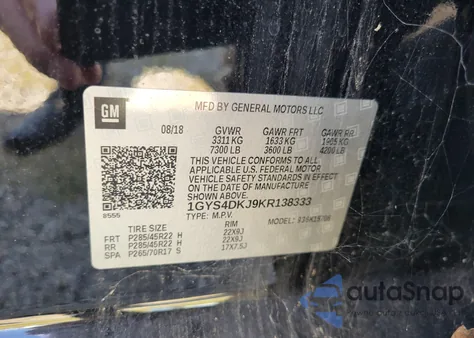 GM
MFD BY GENERAL MOTORS LLC
08/18 GVWR GAWR FRT GAWR RR
3311 KG 1633 KG 1905 KG
7300 LB 3600 LB 4200 LB
THIS VEHICLE CONFORMS TO ALL
APPLICABLE U.S. FEDERAL MOTOR
VEHICLE SAFETY STANDARDS IN
EFFECT ON THE DATE OF MANUFACTURE
SHOWN ABOVE.
1GYS4DKJ9KR138333
TYPE: M.P.V.
8555
TIRE SIZE RIM
FRT P285/45R22 H 22X9J
RR P285/45R22 H 22X9J
SPA P265/70R17 S 17X7.5J
autoSnap